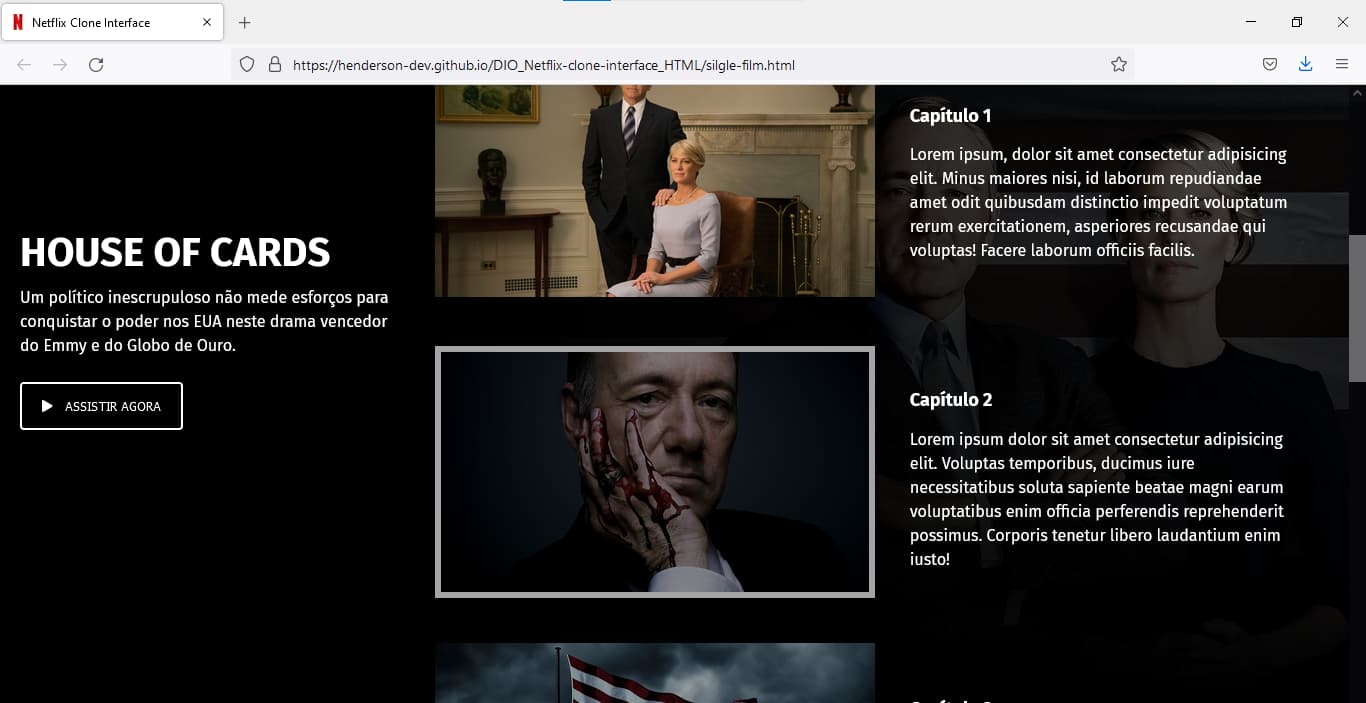 Netflix Clone Interface
https://henderson-dev.github.io/DIO_Netflix-clone-interface_HTML/silgle-film.html
HOUSE OF CARDS
Um político inescrupuloso não mede esforços para
conquistar o poder nos EUA neste drama vencedor
do Emmy e do Globo de Ouro.
ASSISTIR AGORA
Capítulo 1
Lorem ipsum, dolor sit amet consectetur adipisicing
elit. Minus maiores nisi, id laborum repudiandae
amet odit quibusdam distinctio impedit voluptatum
rerum exercitationem, asperiores recusandae qui
voluptas! Facere laborum officiis facilis.
Capítulo 2
Lorem ipsum dolor sit amet consectetur adipisicing
elit. Voluptas temporibus, ducimus iure
necessitatibus soluta sapiente beatae magni earum
voluptatibus enim officia perferendis reprehenderit
possimus. Corporis tenetur libero laudantium enim
iusto!